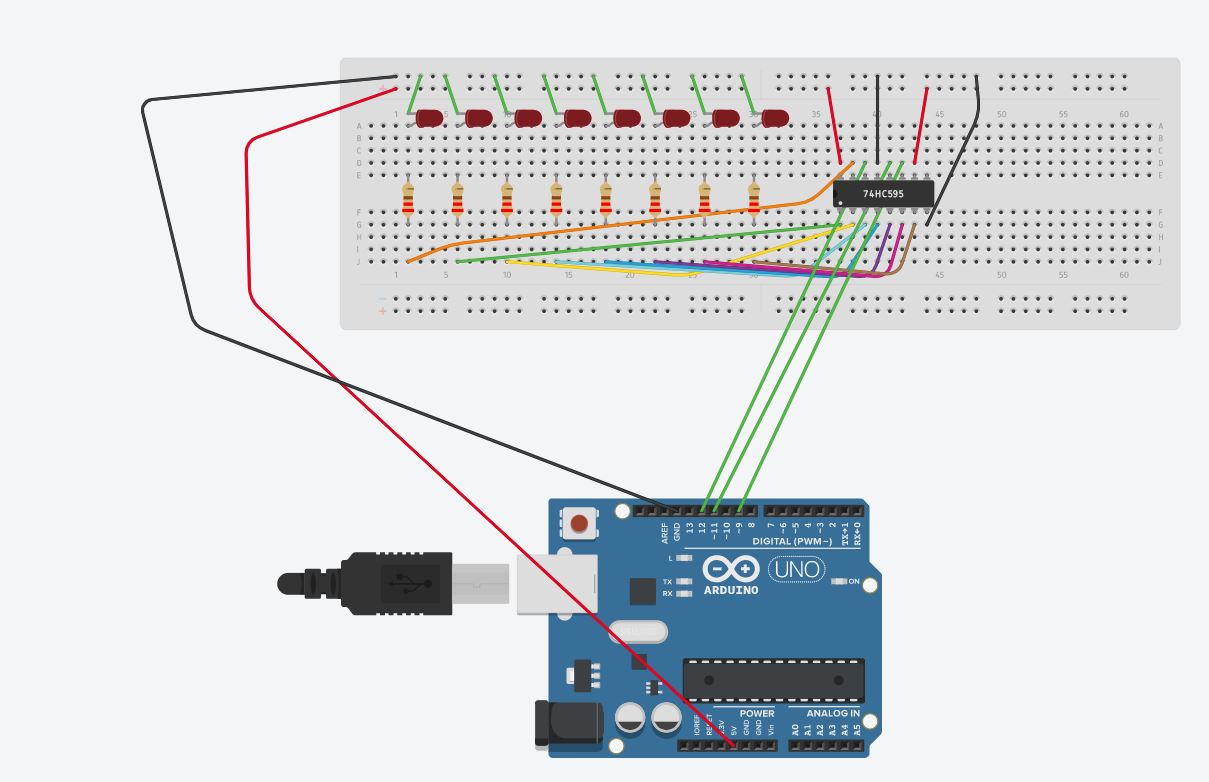 1 5 10 15 20 25 30 35 40 45 50 55 60
A A
B B
C C
D D
E E
74HC595
F F
G G
H H
I I
J J
1 5 10 15 20 25 30 45 50 55 60
AREF GND 13 12 ~11 ~10 ~9 8 7 ~6 ~5 4 ~3 2 TX→1 RX←0
DIGITAL (PWM~)
L
TX
RX
UNO
ON
ARDUINO
POWER ANALOG IN
IOREF RESET 3.3V 5V GND GND Vin A0 A1 A2 A3 A4 A5